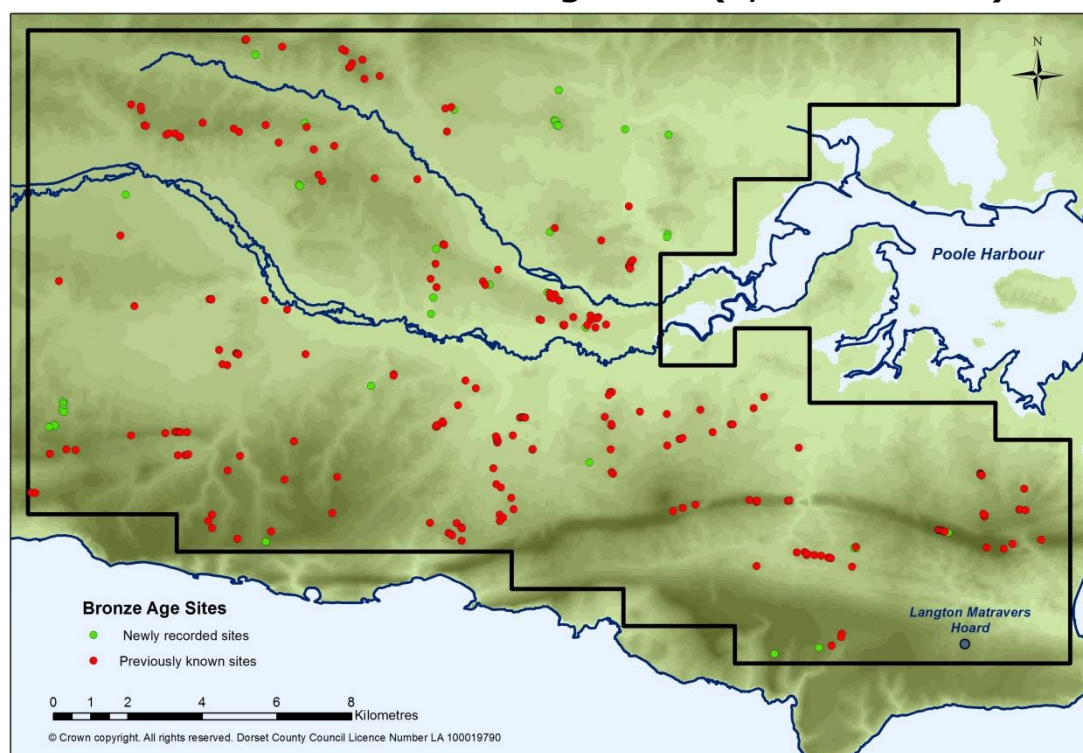 N
Poole Harbour
Langton Matravers
Hoard
Bronze Age Sites
Newly recorded sites
Previously known sites
0 1 2 4 6 8
Kilometres
© Crown copyright. All rights reserved. Dorset County Council Licence Number LA 100019790